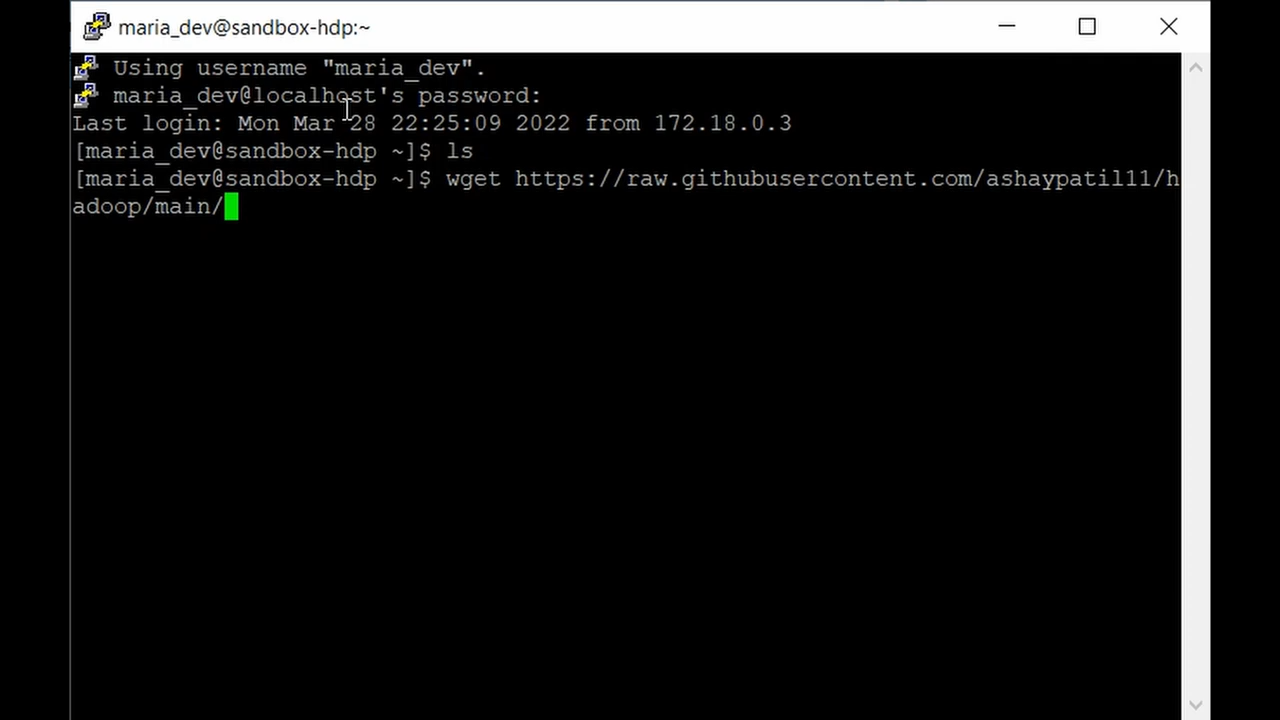 maria_dev@sandbox-hdp:~
Using username "maria_dev".
maria_dev@localhost's password:
Last login: Mon Mar 28 22:25:09 2022 from 172.18.0.3
[maria_dev@sandbox-hdp ~]$ ls
[maria_dev@sandbox-hdp ~]$ wget https://raw.githubusercontent.com/ashaypatil11/h
adoop/main/